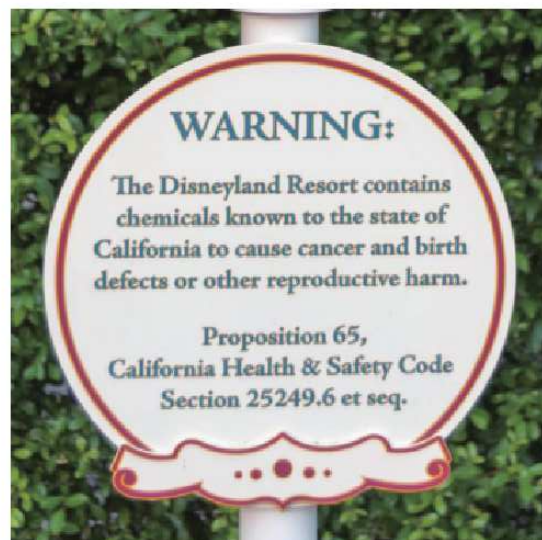 WARNING:
The Disneyland Resort contains
chemicals known to the state of
California to cause cancer and birth
defects or other reproductive harm.
Proposition 65,
California Health & Safety Code
Section 25249.6 et seq.